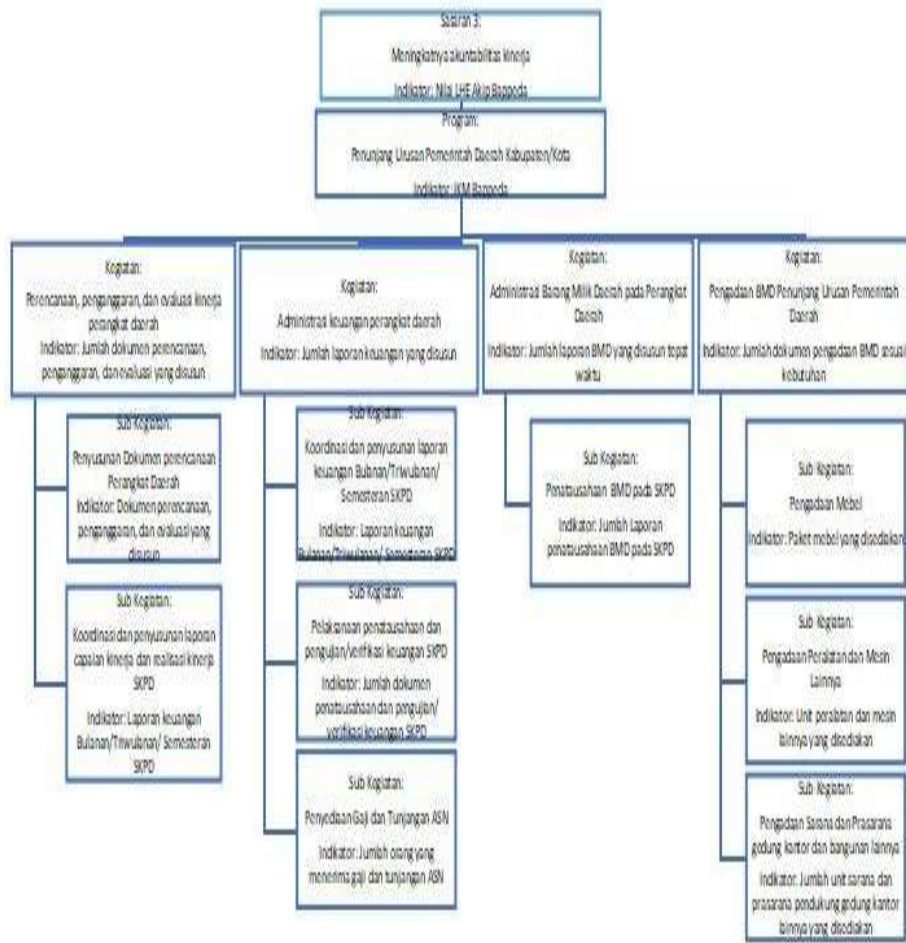 Sasaran 3:
Meningkatnya akuntabilitas kinerja
Indikator: Nilai LHE Akip Bappeda
Program:
Penunjang Urusan Pemerintah Daerah Kabupaten/Kota
Indikator: IKM Bappeda
Kegiatan:
Perencanaan, penganggaran, dan evaluasi kinerja
perangkat daerah
Indikator: Jumlah dokumen perencanaan,
penganggaran, dan evaluasi yang disusun
Sub Kegiatan:
Penyusunan Dokumen perencanaan
Perangkat Daerah
Indikator: Dokumen perencanaan,
penganggaran, dan evaluasi yang
disusun
Sub Kegiatan:
Koordinasi dan penyusunan laporan
capaian kinerja dan realisasi kinerja
SKPD
Indikator: Laporan keuangan
Bulanan/Triwulanan/ Semesteran
SKPD
Kegiatan:
Administrasi keuangan perangkat daerah
Indikator: Jumlah laporan keuangan yang disusun
Sub Kegiatan:
Koordinasi dan penyusunan laporan
keuangan Bulanan/Triwulanan/
Semesteran SKPD
Indikator: Laporan keuangan
Bulanan/Triwulanan/ Semesteran SKPD
Sub Kegiatan:
Pelaksanaan penatausahaan dan
pengujian/verifikasi keuangan SKPD
Indikator: Jumlah dokumen
penatausahaan dan pengujian/
verifikasi keuangan SKPD
Sub Kegiatan:
Penyediaan Gaji dan Tunjangan ASN
Indikator: Jumlah orang yang
menerima gaji dan tunjangan ASN
Kegiatan:
Administrasi Barang Milik Daerah pada Perangkat
Daerah
Indikator: Jumlah laporan BMD yang disusun tepat
waktu
Sub Kegiatan:
Penatausahaan BMD pada SKPD
Indikator: Jumlah Laporan
penatausahaan BMD pada SKPD
Kegiatan:
Pengadaan BMD Penunjang Urusan Pemerintah
Daerah
Indikator: Jumlah dokumen pengadaan BMD sesuai
kebutuhan
Sub Kegiatan:
Pengadaan Mebel
Indikator: Paket mebel yang disediakan
Sub Kegiatan:
Pengadaan Peralatan dan Mesin
Lainnya
Indikator: Unit peralatan dan mesin
lainnya yang disediakan
Sub Kegiatan:
Pengadaan Sarana dan Prasarana
gedung kantor dan bangunan lainnya
Indikator: Jumlah unit sarana dan
prasarana pendukung gedung kantor
lainnya yang disediakan